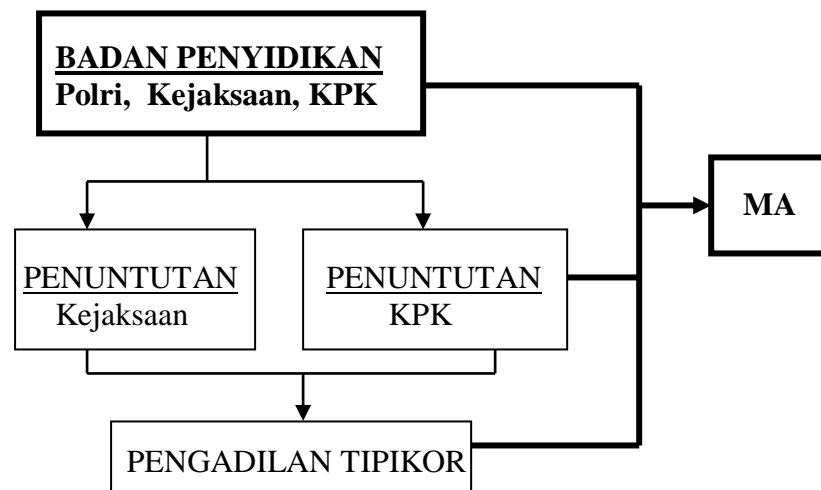 BADAN PENYIDIKAN
Polri, Kejaksaan, KPK
MA
PENUNTUTAN
Kejaksaan
PENUNTUTAN
KPK
PENGADILAN TIPIKOR